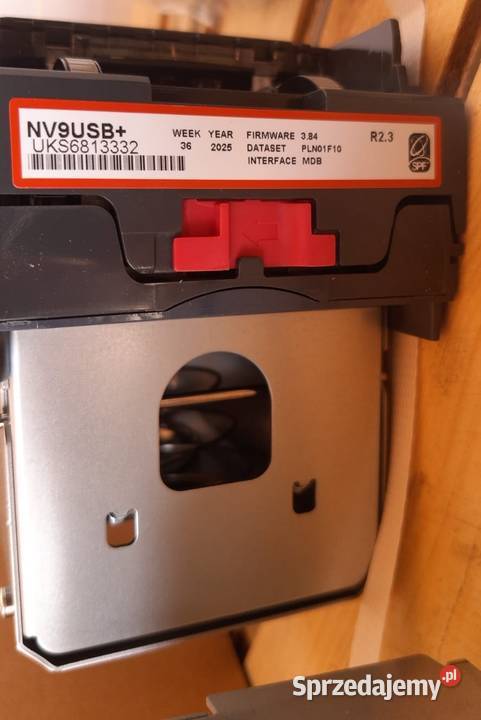 NV9USB+
UKS6813332
WEEK YEAR
36 2025
FIRMWARE 3.84
DATASET PLN01F10
INTERFACE MDB
R2.3
SPF
Sprzedajemy.pl